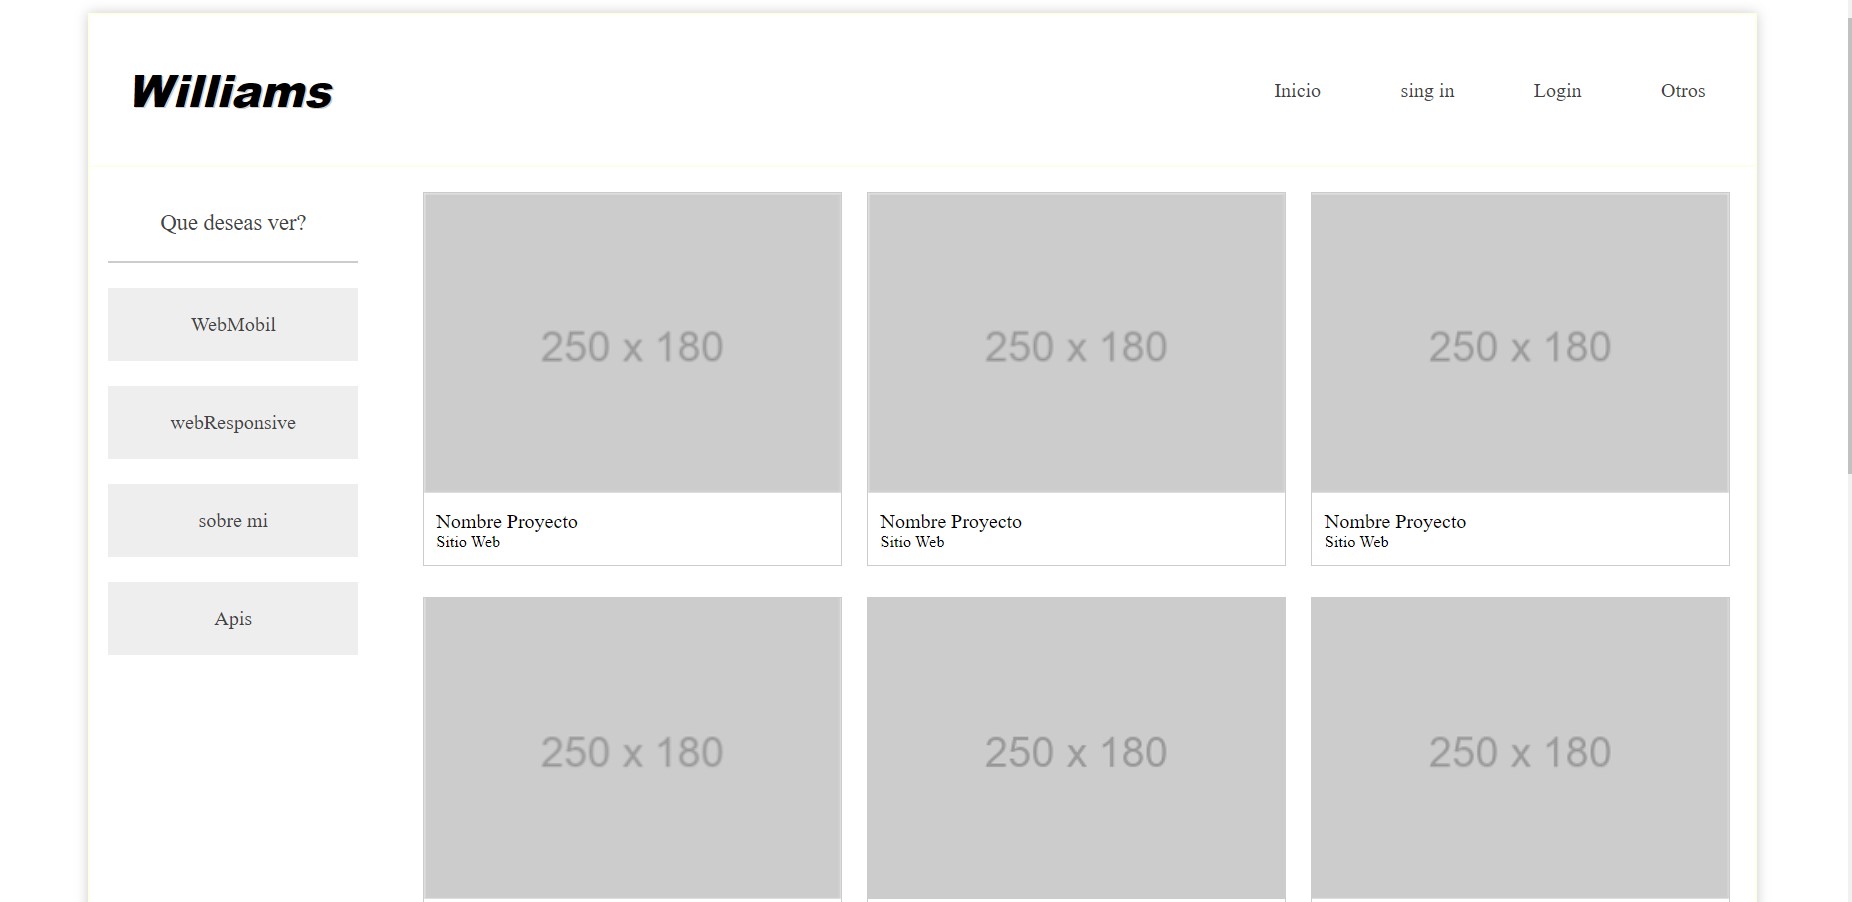 Williams
Inicio sing in Login Otros
Que deseas ver?
WebMobil
webResponsive
sobre mi
Apis
250 x 180 250 x 180 250 x 180
Nombre Proyecto Nombre Proyecto Nombre Proyecto
Sitio Web Sitio Web Sitio Web
250 x 180 250 x 180 250 x 180